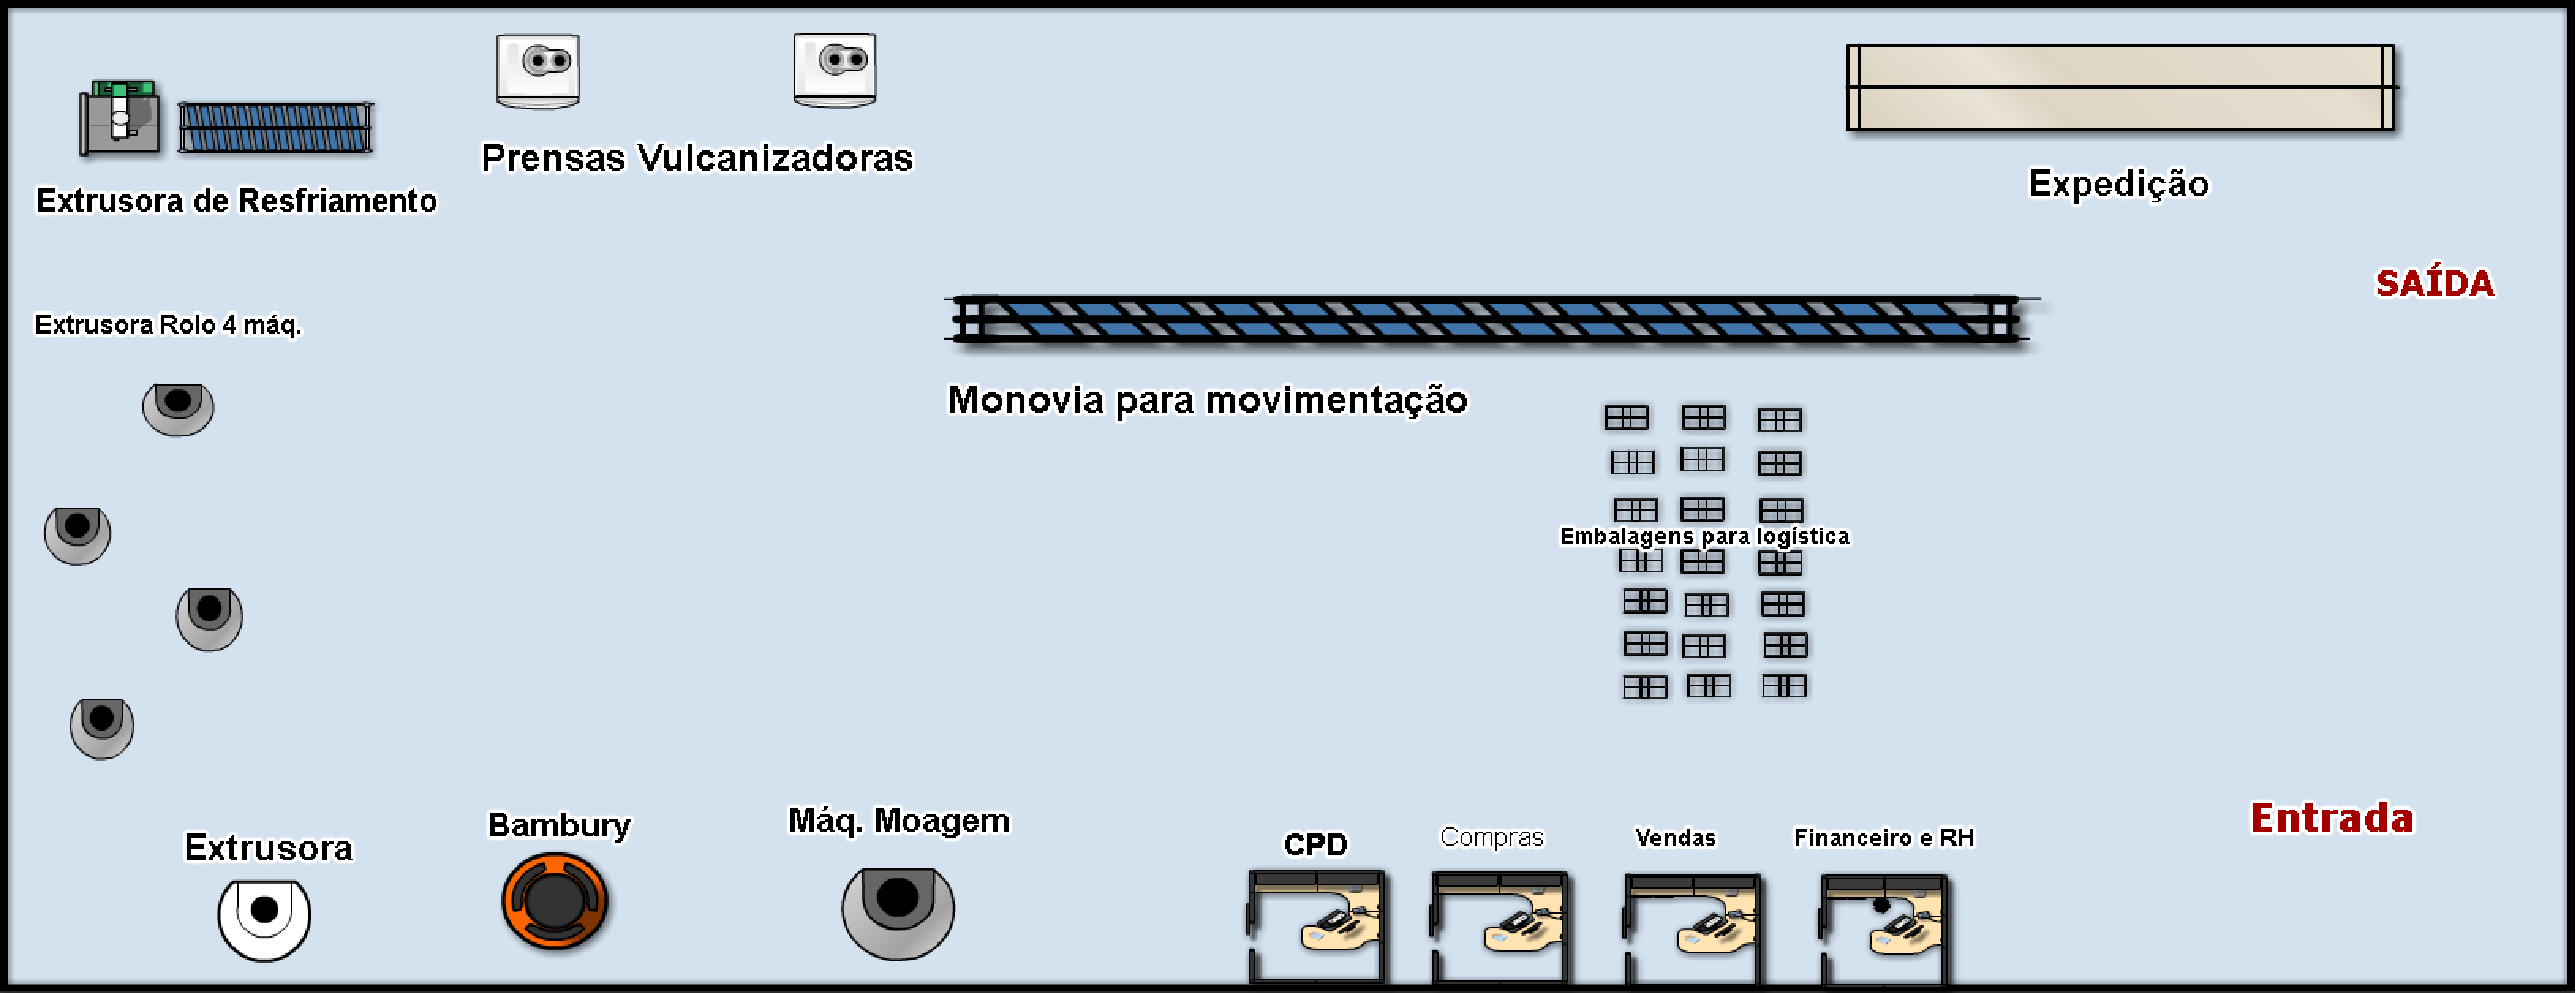 Prensas Vulcanizadoras
Expedição
Extrusora de Resfriamento
SAÍDA
Extrusora Rolo 4 máq.
Monovia para movimentação
Embalagens para logística
Máq. Moagem
Bambury
Extrusora
CPD
Compras
Vendas
Financeiro e RH
Entrada